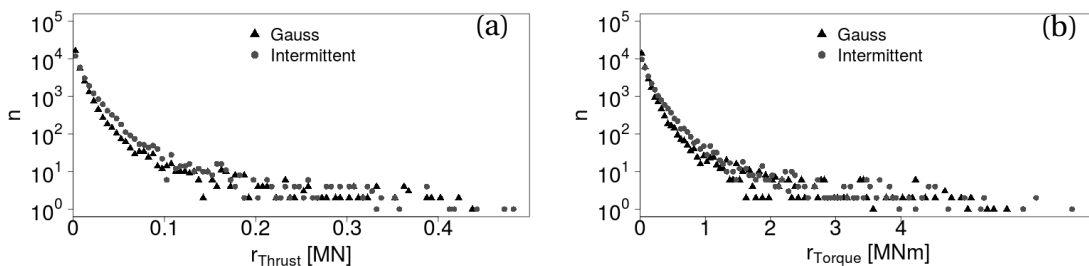 (a)
10^5
10^4
10^3
10^2
10^1
10^0
n
Gauss
Intermittent
0 0.1 0.2 0.3 0.4
r_Thrust [MN]
(b)
10^5
10^4
10^3
10^2
10^1
10^0
n
Gauss
Intermittent
0 1 2 3 4
r_Torque [MNm]